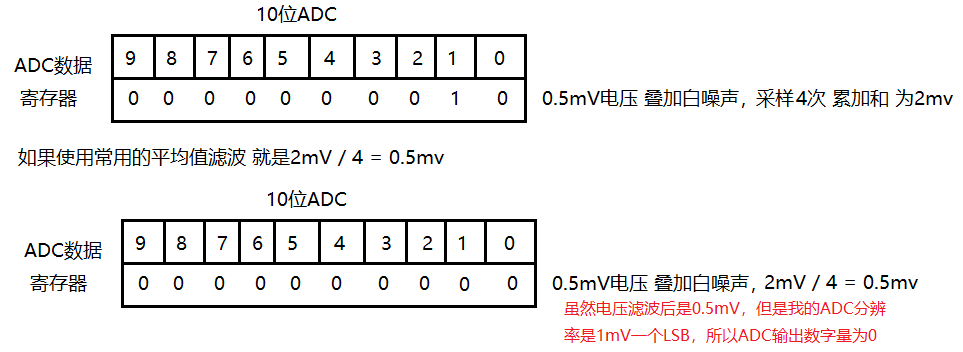 10位ADC
ADC数据 9 8 7 6 5 4 3 2 1 0
寄存器 0 0 0 0 0 0 0 0 1 0 0.5mV电压 叠加白噪声，采样4次 累加和 为2mv
如果使用常用的平均值滤波 就是2mV / 4 = 0.5mv
10位ADC
ADC数据 9 8 7 6 5 4 3 2 1 0
寄存器 0 0 0 0 0 0 0 0 0 0 0.5mV电压 叠加白噪声，2mV / 4 = 0.5mv
虽然电压滤波后是0.5mV，但是我的ADC分辨
率是1mV一个LSB，所以ADC输出数字量为0